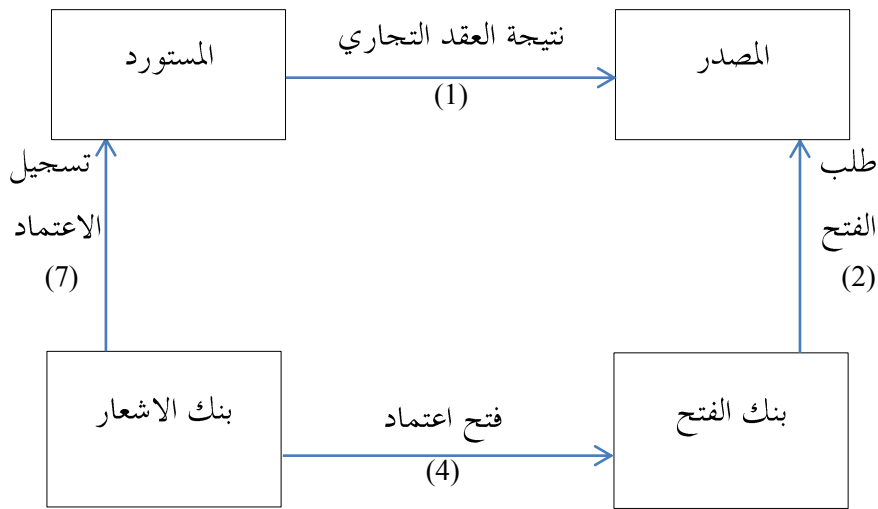 المصدر
نتيجة العقد التجاري
(1)
المستورد
طلب
الفتح
(2)
تسجيل
الاعتماد
(7)
بنك الفتح
فتح اعتماد
(4)
بنك الاشعار